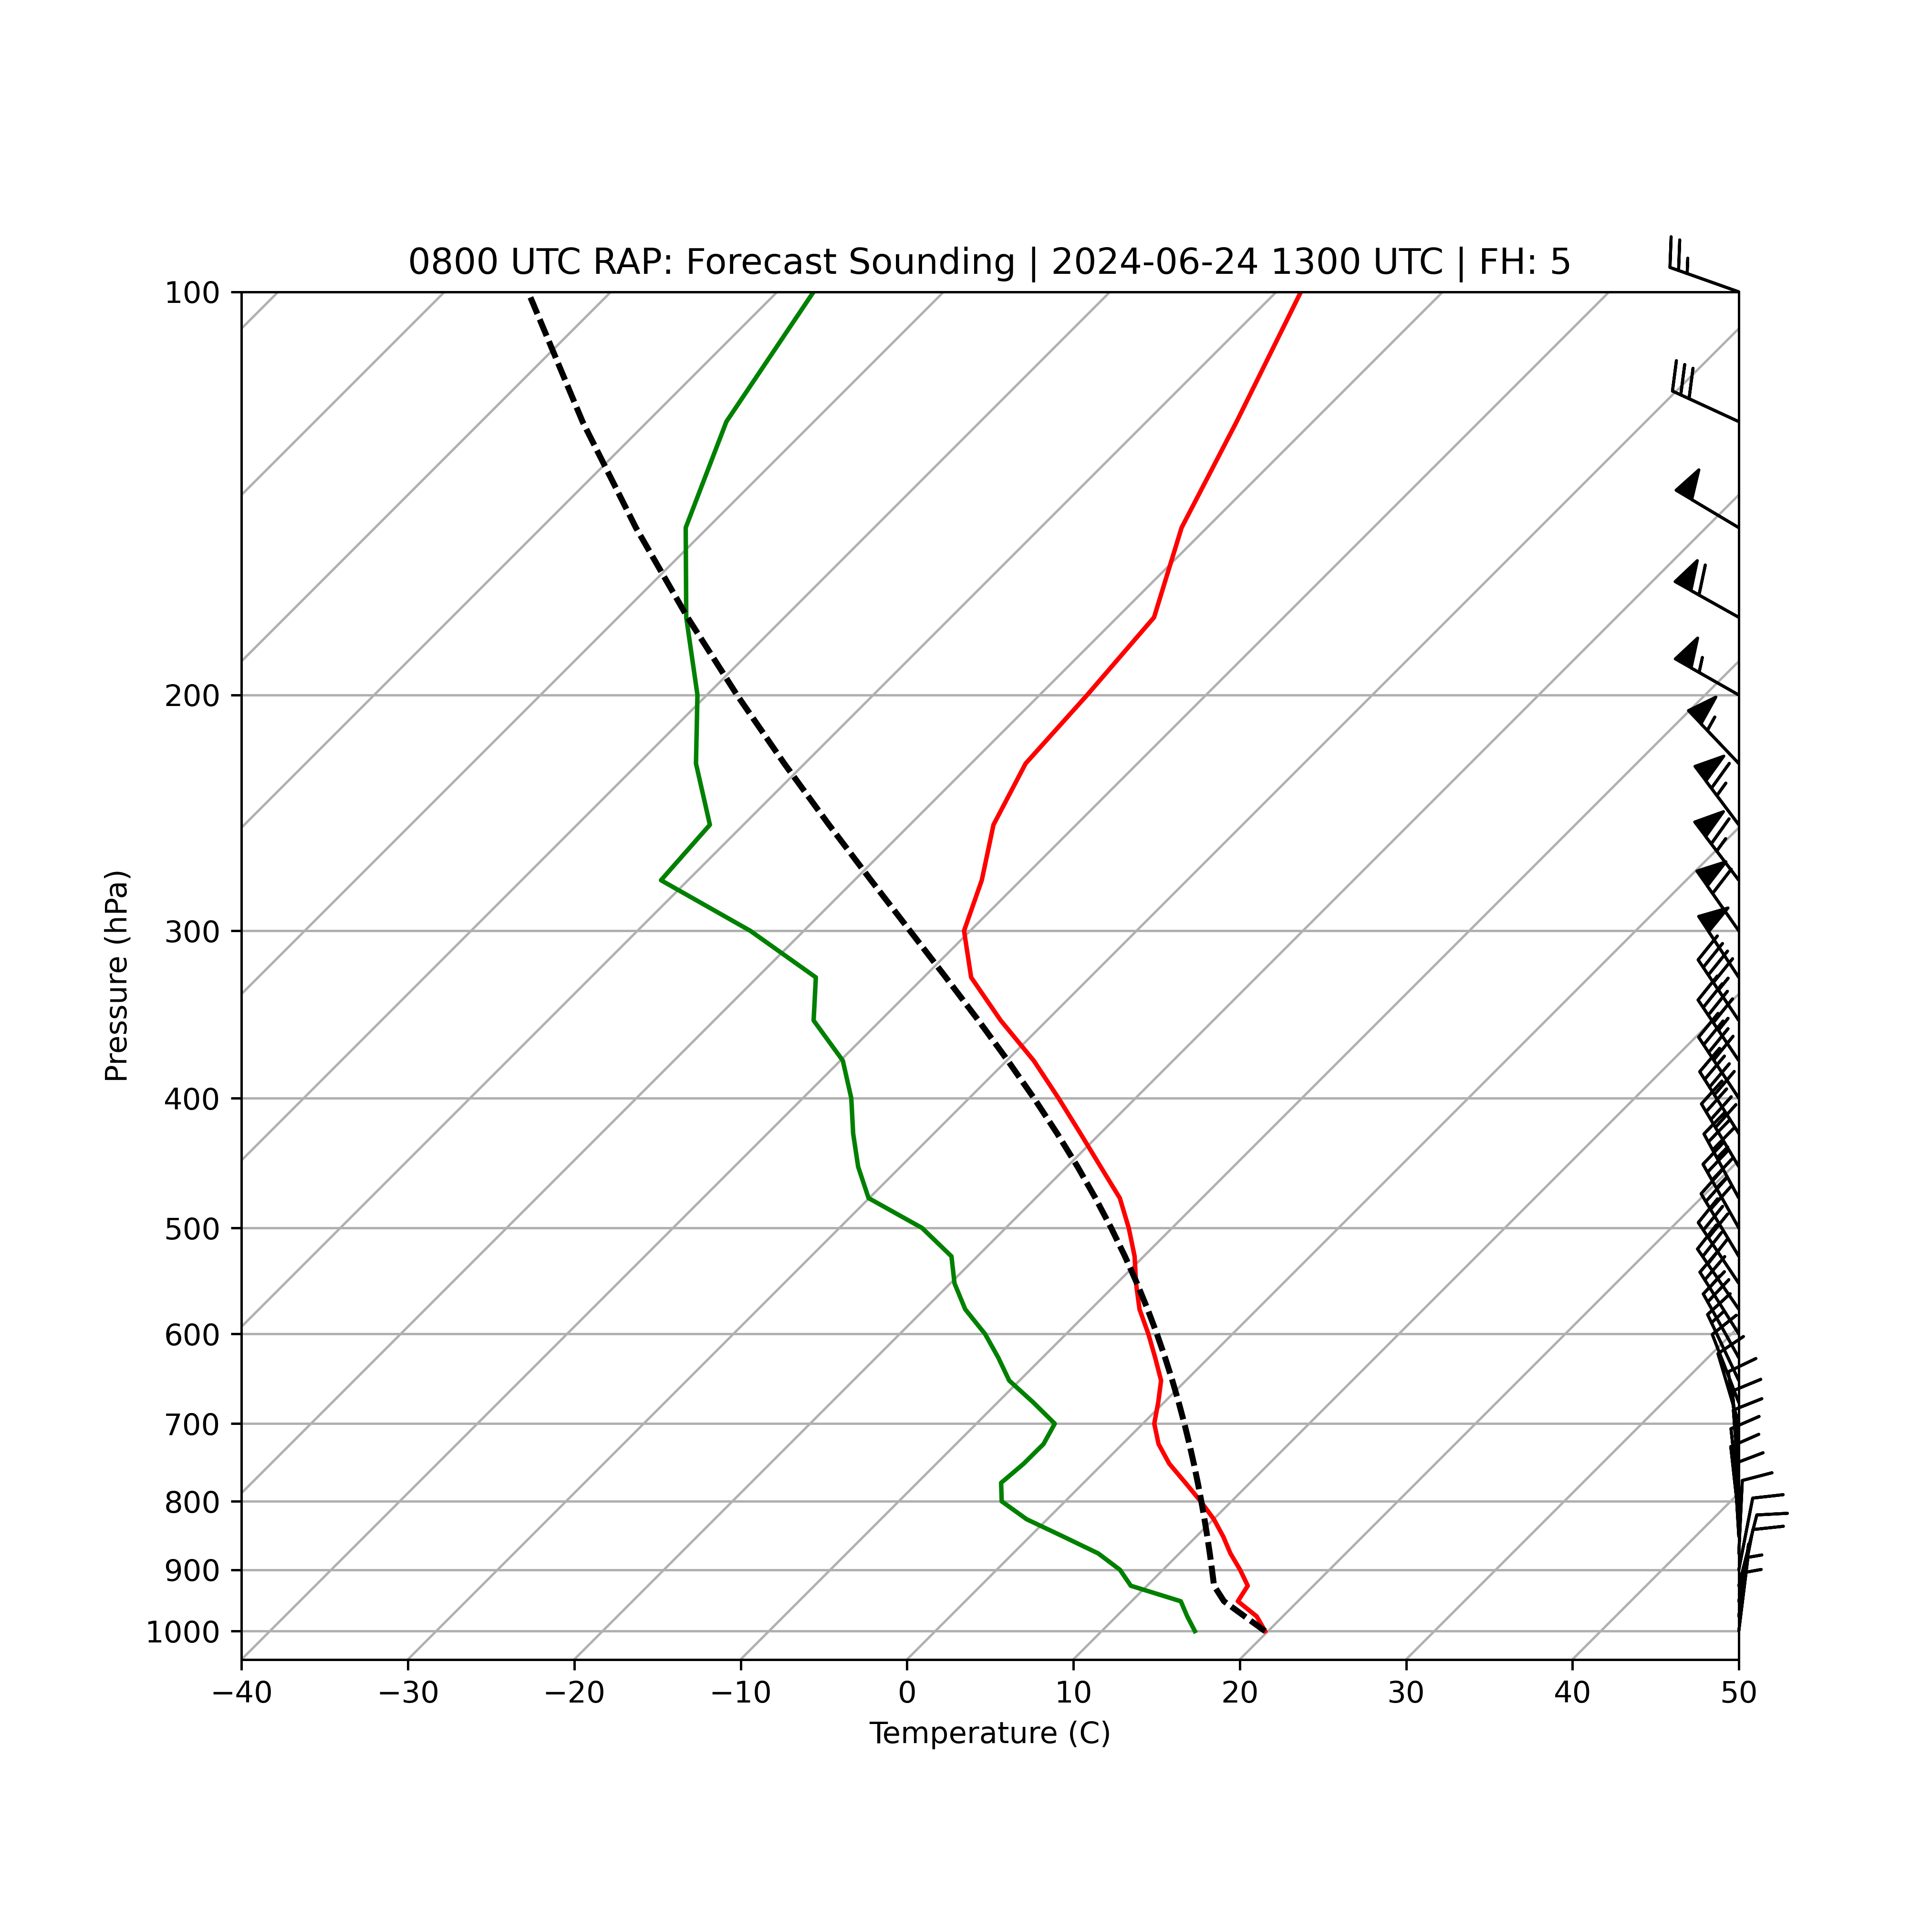 0800 UTC RAP: Forecast Sounding | 2024-06-24 1300 UTC | FH: 5
100
200
300
400
500
600
700
800
900
1000
Pressure (hPa)
−40 −30 −20 −10 0 10 20 30 40 50
Temperature (C)